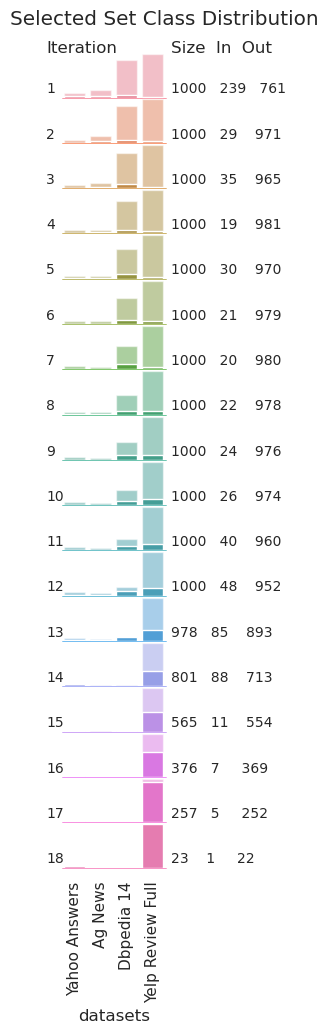 Selected Set Class Distribution
Iteration Size In Out
1 1000 239 761
2 1000 29 971
3 1000 35 965
4 1000 19 981
5 1000 30 970
6 1000 21 979
7 1000 20 980
8 1000 22 978
9 1000 24 976
10 1000 26 974
11 1000 40 960
12 1000 48 952
13 978 85 893
14 801 88 713
15 565 11 554
16 376 7 369
17 257 5 252
18 23 1 22
Yahoo Answers
Ag News
Dbpedia 14
Yelp Review Full
datasets